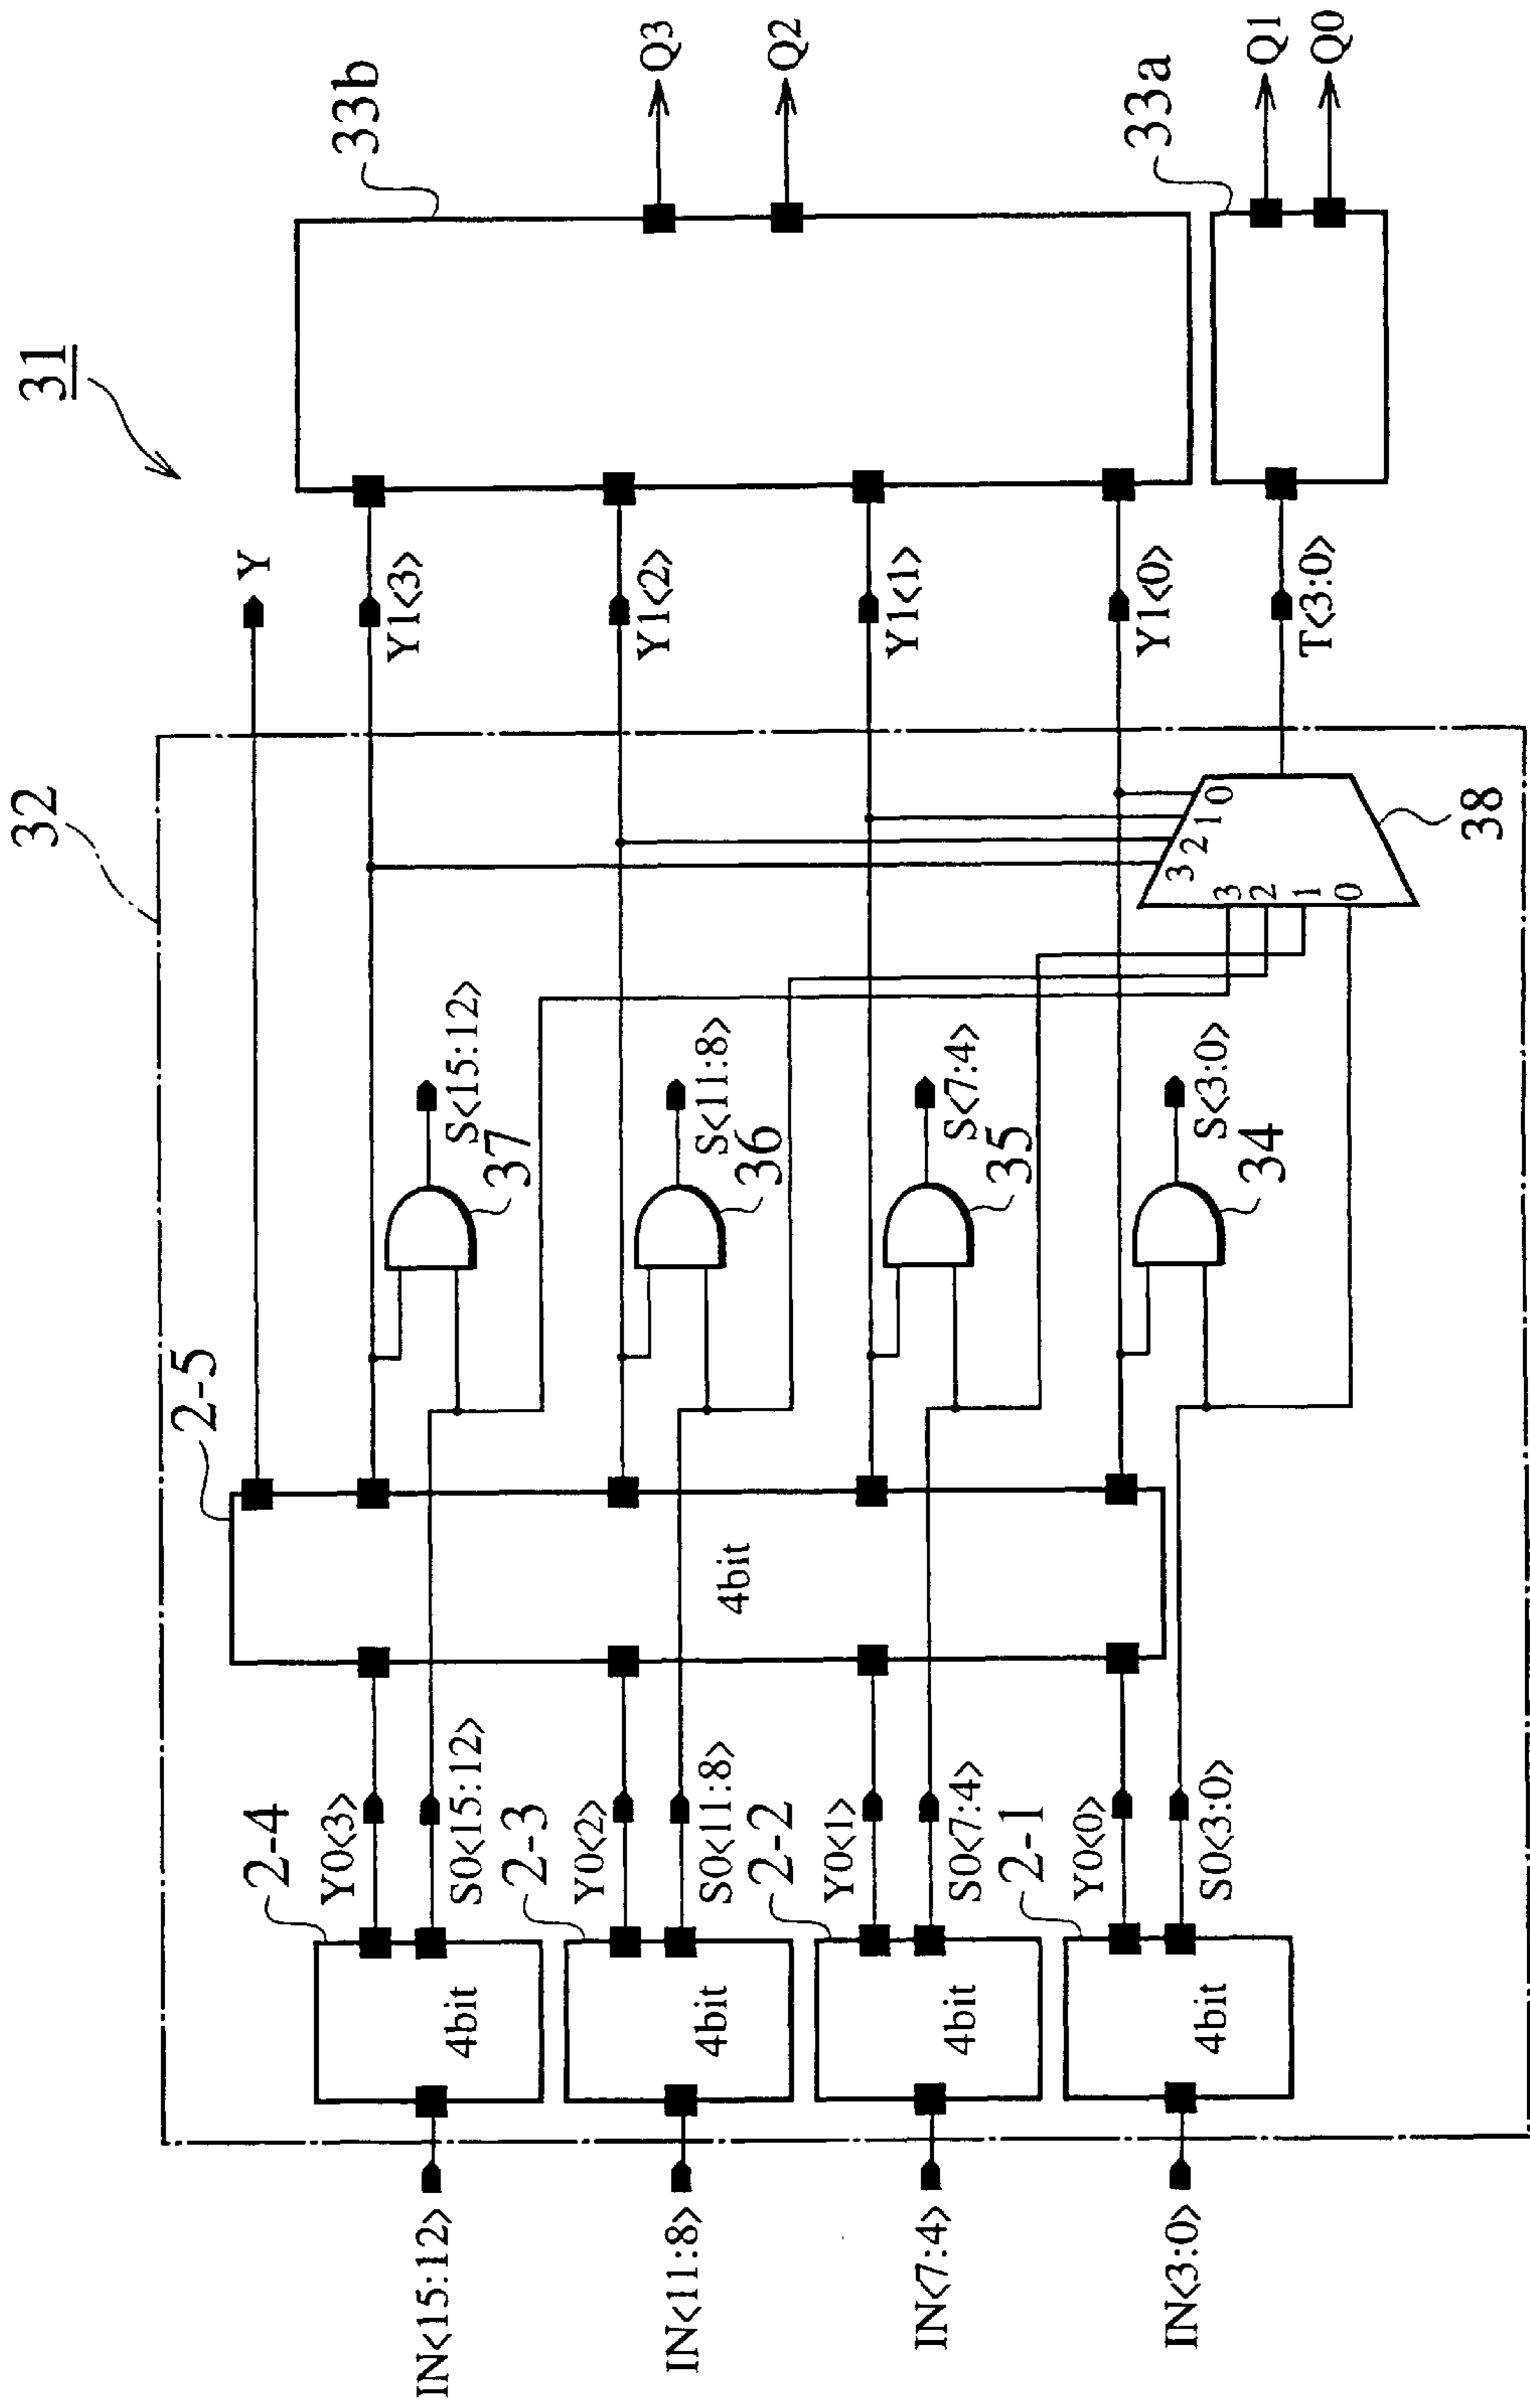 31
32
2-5
Y
33b
2-4
Y0<3>
IN<15:12>
4bit
S0<15:12>
37
S<15:12>
Y1<3>
Q3
2-3
Y0<2>
IN<11:8>
4bit
S0<11:8>
4bit
36
S<11:8>
Y1<2>
Q2
2-2
Y0<1>
IN<7:4>
4bit
S0<7:4>
35
S<7:4>
Y1<1>
2-1
Y0<0>
IN<3:0>
4bit
S0<3:0>
34
S<3:0>
Y1<0>
33a
3 2 1 0
3
2
1
0
38
T<3:0>
Q1
Q0